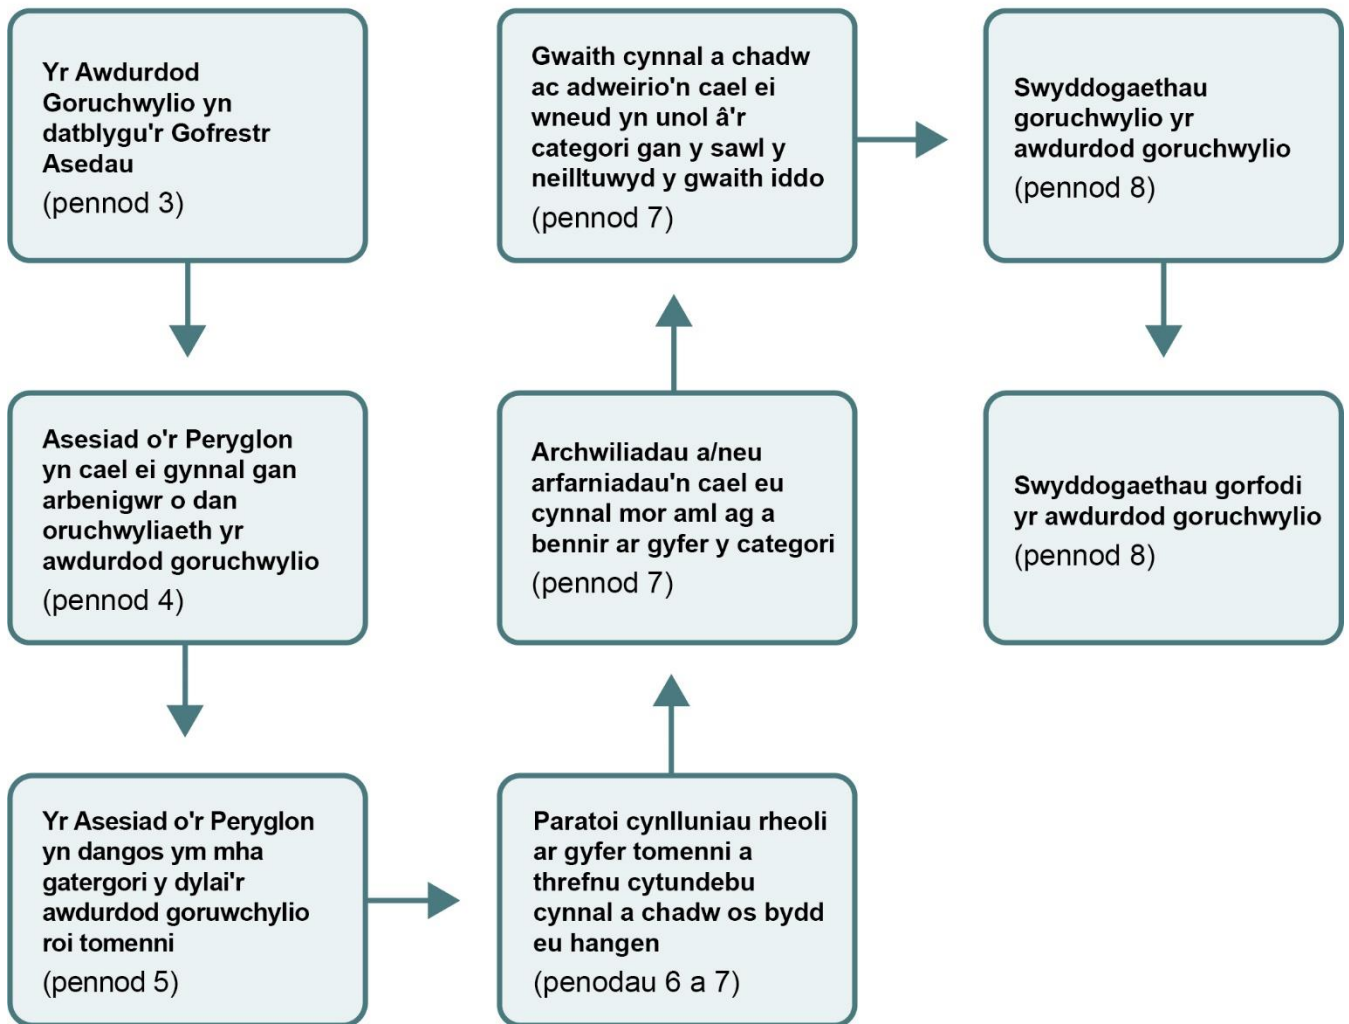 Yr Awdurdod
Goruchwylio yn
datblygu'r Gofrestr
Asedau
(pennod 3)
Asesiad o'r Peryglon
yn cael ei gynnal gan
arbenigwr o dan
oruchwyliaeth yr
awdurdod goruchwylio
(pennod 4)
Yr Asesiad o'r Peryglon
yn dangos ym mha
gatergori y dylai'r
awdurdod goruwchylio
roi tomenni
(pennod 5)
Paratoi cynlluniau rheoli
ar gyfer tomenni a
threfnu cytundebu
cynnal a chadw os bydd
eu hangen
(penodau 6 a 7)
Archwiliadau a/neu
arfarniadau'n cael eu
cynnal mor aml ag a
bennir ar gyfer y categori
(pennod 7)
Gwaith cynnal a chadw
ac adweirio'n cael ei
wneud yn unol â'r
categori gan y sawl y
neilltuwyd y gwaith iddo
(pennod 7)
Swyddogaethau
goruchwylio yr
awdurdod goruchwylio
(pennod 8)
Swyddogaethau gorfodi
yr awdurdod goruchwylio
(pennod 8)